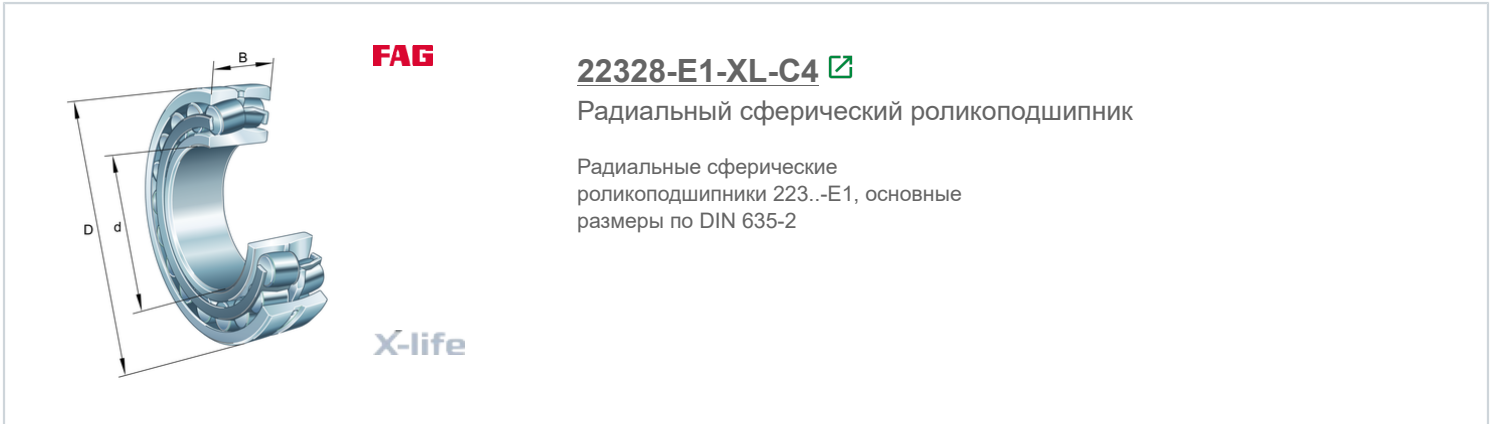 B
D
d
FAG
X-life
22328-E1-XL-C4
Радиальный сферический роликоподшипник
Радиальные сферические
роликоподшипники 223..-E1, основные
размеры по DIN 635-2